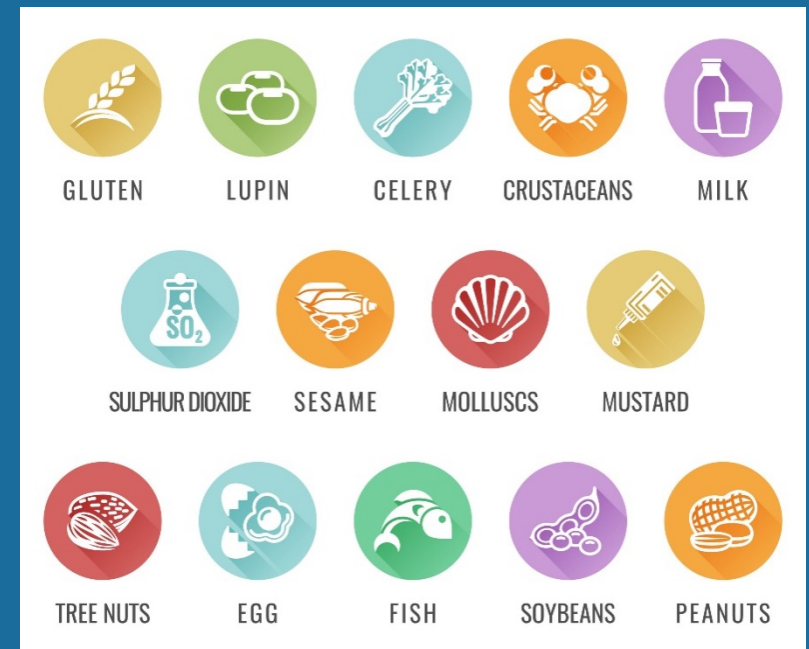 GLUTEN LUPIN CELERY CRUSTACEANS MILK
SO₂
SULPHUR DIOXIDE SESAME MOLLUSCS MUSTARD
TREE NUTS EGG FISH SOYBEANS PEANUTS